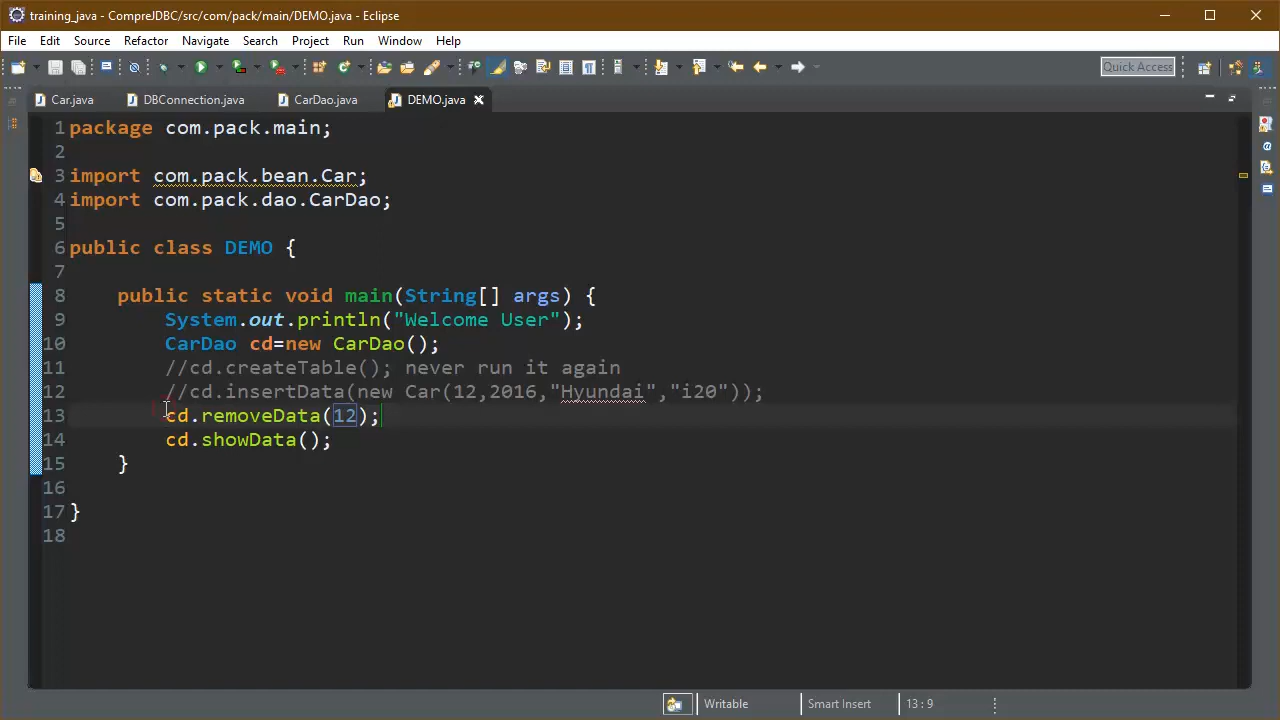 training_java - CompreJDBC/src/com/pack/main/DEMO.java - Eclipse
File Edit Source Refactor Navigate Search Project Run Window Help
Quick Access
Car.java DBConnection.java CarDao.java DEMO.java
1 package com.pack.main;
2
3 import com.pack.bean.Car;
4 import com.pack.dao.CarDao;
5
6 public class DEMO {
7
8 public static void main(String[] args) {
9 System.out.println("Welcome User");
10 CarDao cd=new CarDao();
11 //cd.createTable(); never run it again
12 //cd.insertData(new Car(12,2016,"Hyundai","i20"));
13 cd.removeData(12);
14 cd.showData();
15 }
16
17 }
18
Writable Smart Insert 13 : 9